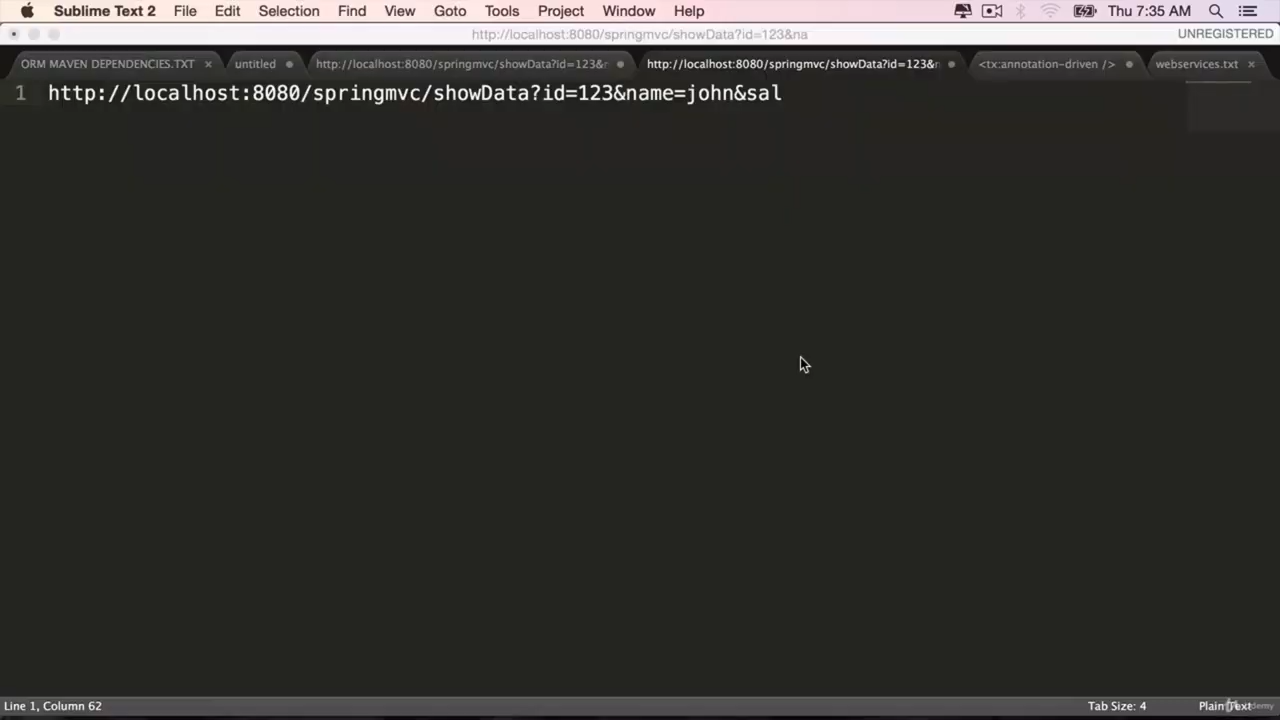 Sublime Text 2 File Edit Selection Find View Goto Tools Project Window Help Thu 7:35 AM
http://localhost:8080/springmvc/showData?id=123&na UNREGISTERED
ORM MAVEN DEPENDENCIES.TXT × untitled http://localhost:8080/springmvc/showData?id=123& http://localhost:8080/springmvc/showData?id=123& <tx:annotation-driven /> webservices.txt ×
1 http://localhost:8080/springmvc/showData?id=123&name=john&sal
Line 1, Column 62 Tab Size: 4 Plain Text